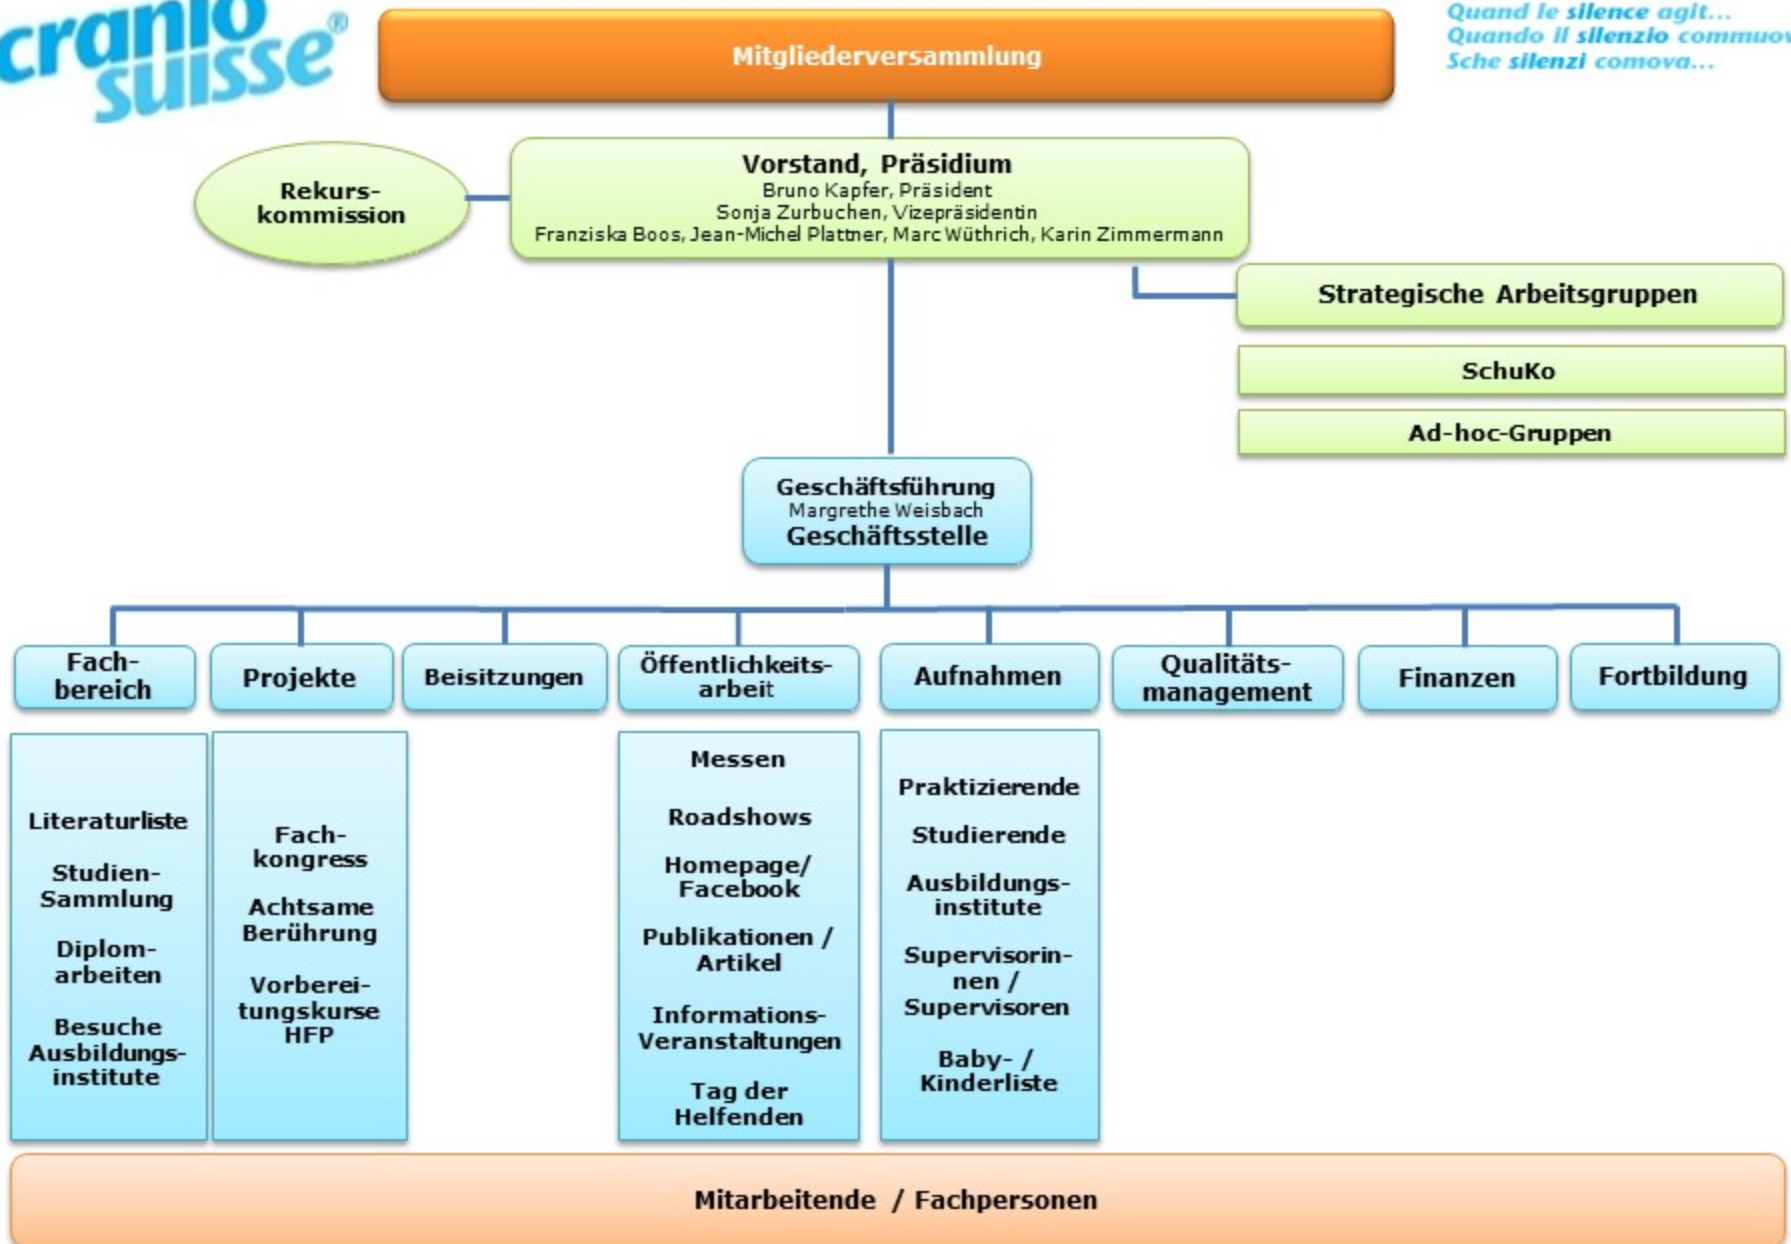 cranio
suisse®
Quand le silence agit...
Quando il silenzio commuov
Sche silenzi comova...
Mitgliederversammlung
Rekurs-
kommission
Vorstand, Präsidium
Bruno Kapfer, Präsident
Sonja Zurbuchen, Vizepräsidentin
Franziska Boos, Jean-Michel Plattner, Marc Wüthrich, Karin Zimmermann
Strategische Arbeitsgruppen
SchuKo
Ad-hoc-Gruppen
Geschäftsführung
Margrethe Weisbach
Geschäftsstelle
Fach-
bereich
Projekte
Beisitzungen
Öffentlichkeits-
arbeit
Aufnahmen
Qualitäts-
management
Finanzen
Fortbildung
Literaturliste
Studien-
Sammlung
Diplom-
arbeiten
Besuche
Ausbildungs-
institute
Fach-
kongress
Achtsame
Berührung
Vorberei-
tungskurse
HFP
Messen
Roadshows
Homepage/
Facebook
Publikationen /
Artikel
Informations-
Veranstaltungen
Tag der
Helfenden
Praktizierende
Studierende
Ausbildungs-
institute
Supervisorin-
nen /
Supervisoren
Baby- /
Kinderliste
Mitarbeitende / Fachpersonen